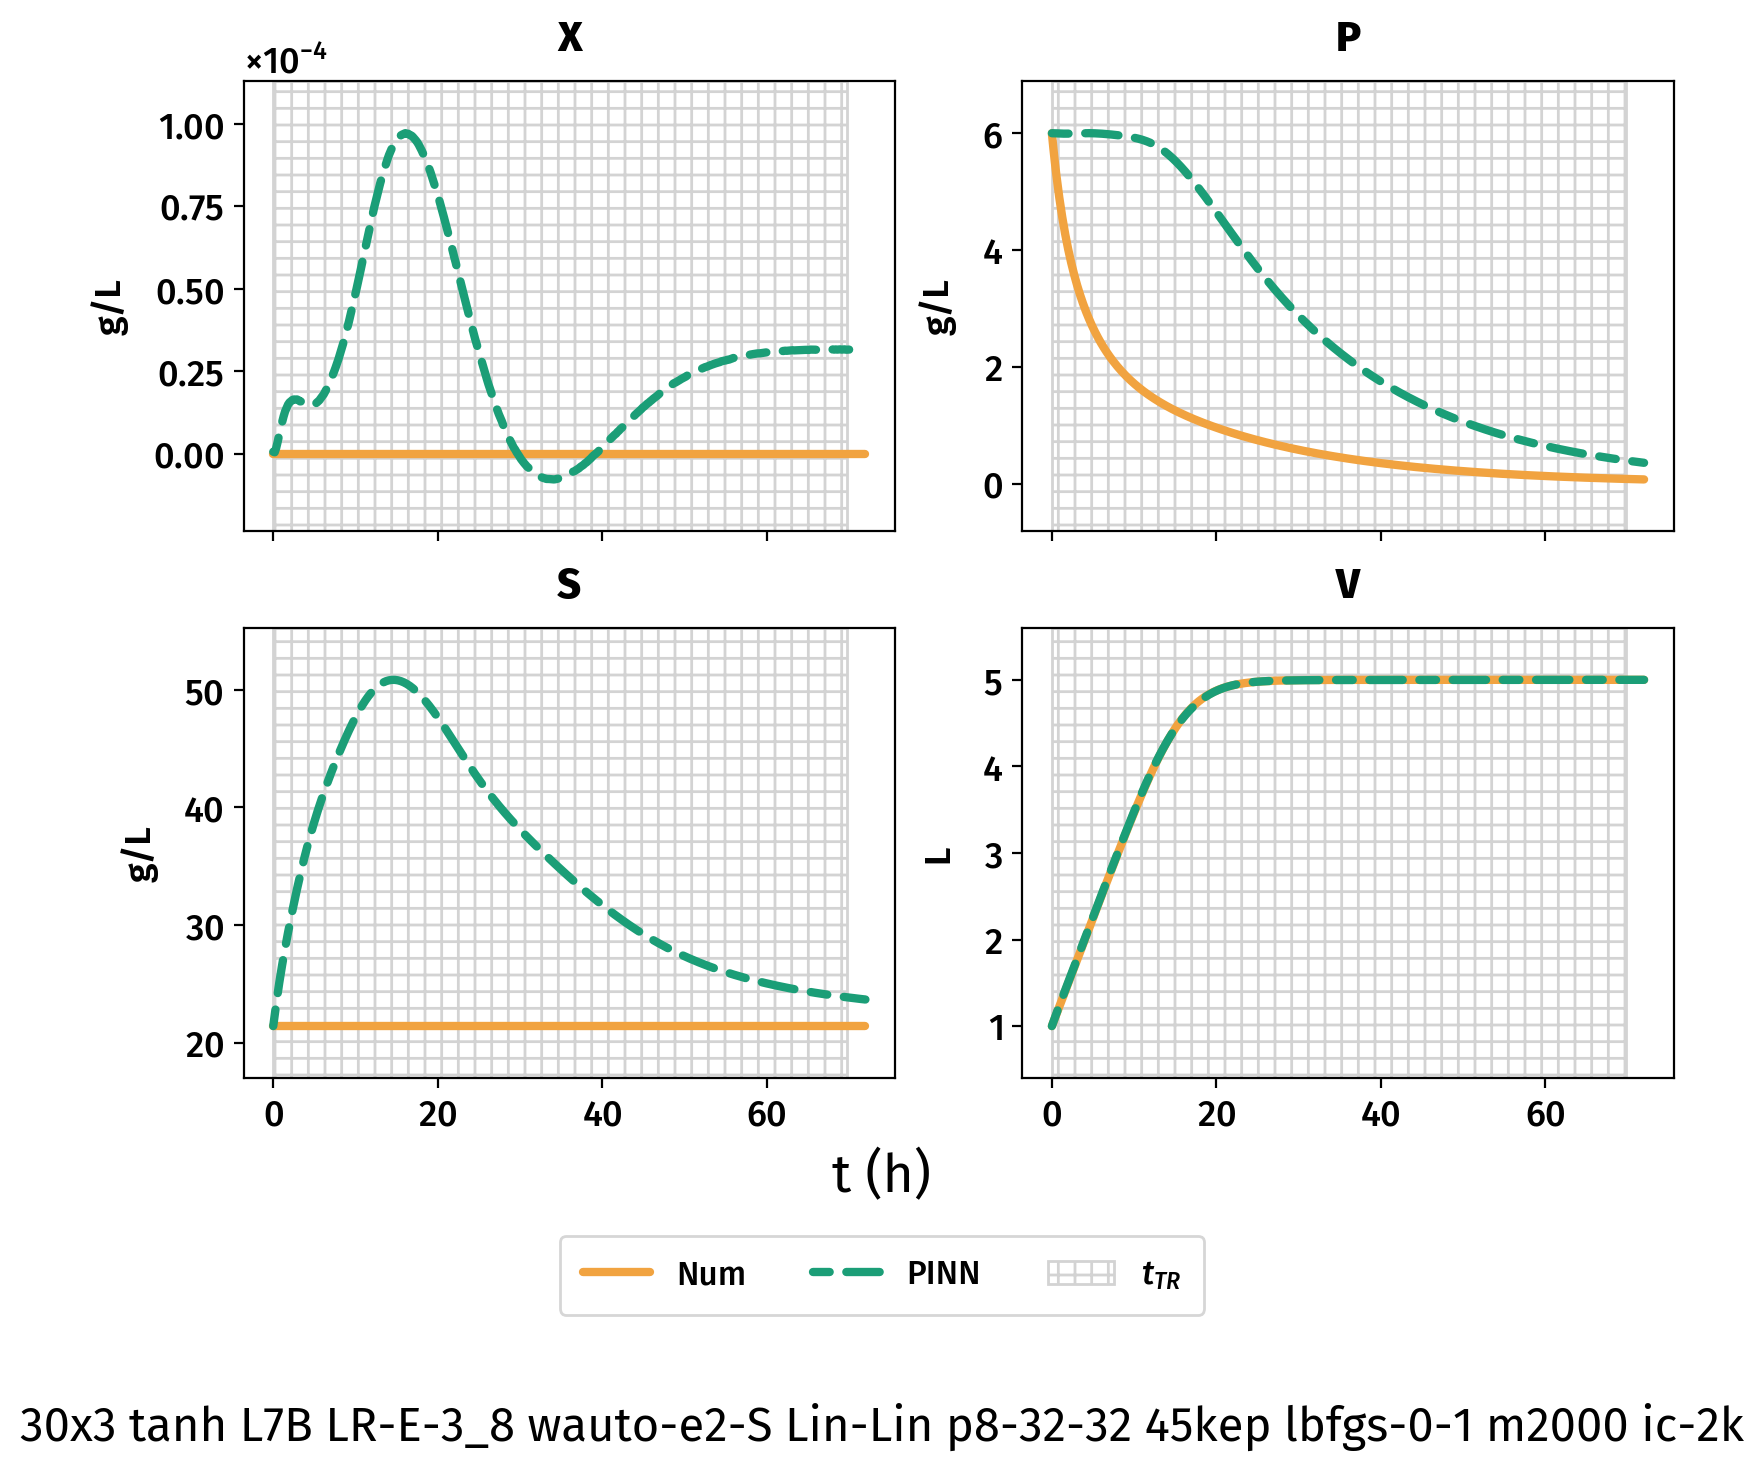 X
P
×10⁻⁴
1.00
0.75
0.50
0.25
0.00
g/L
6
4
2
0
g/L
S
V
50
40
30
20
g/L
5
4
3
2
1
L
0 20 40 60
0 20 40 60
t (h)
Num PINN t_TR
30x3 tanh L7B LR-E-3_8 wauto-e2-S Lin-Lin p8-32-32 45kep lbfgs-0-1 m2000 ic-2k